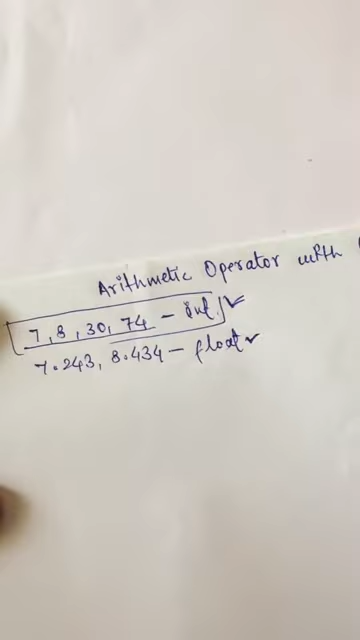 Arithmetic Operator with
7, 8, 30, 74 - int.
7.243, 8.434 - float